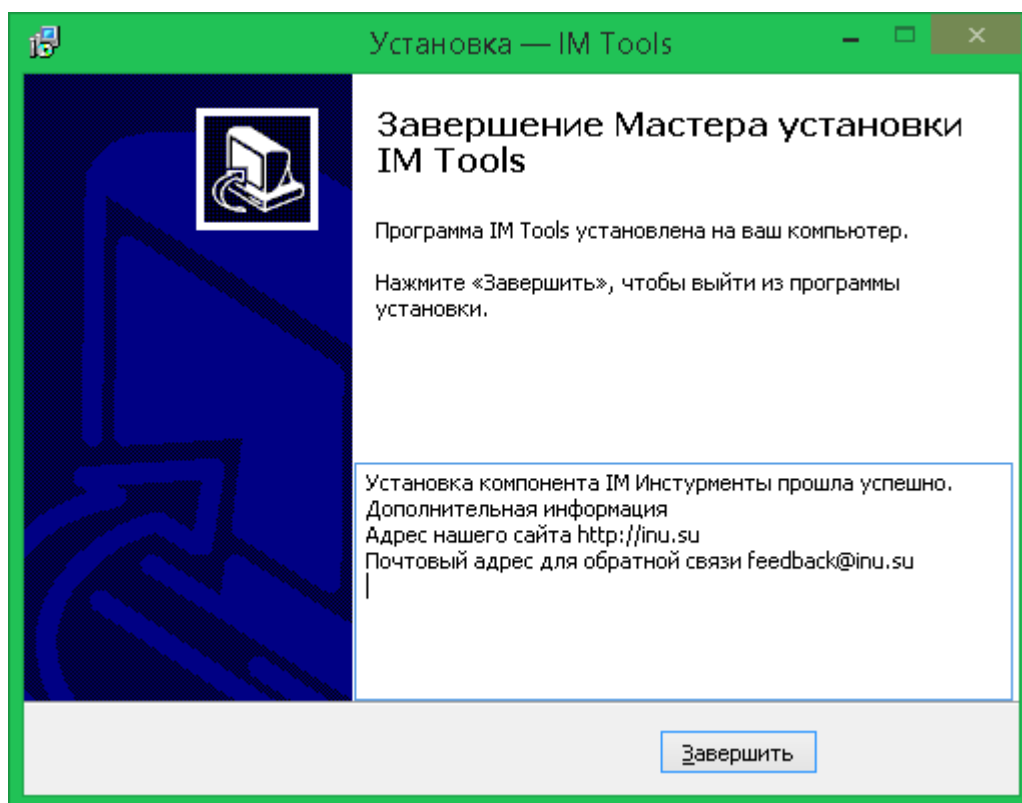 Установка — IM Tools
Завершение Мастера установки
IM Tools
Программа IM Tools установлена на ваш компьютер.
Нажмите «Завершить», чтобы выйти из программы
установки.
Установка компонента IM Инстурменты прошла успешно.
Дополнительная информация
Адрес нашего сайта http://inu.su
Почтовый адрес для обратной связи feedback@inu.su
Завершить